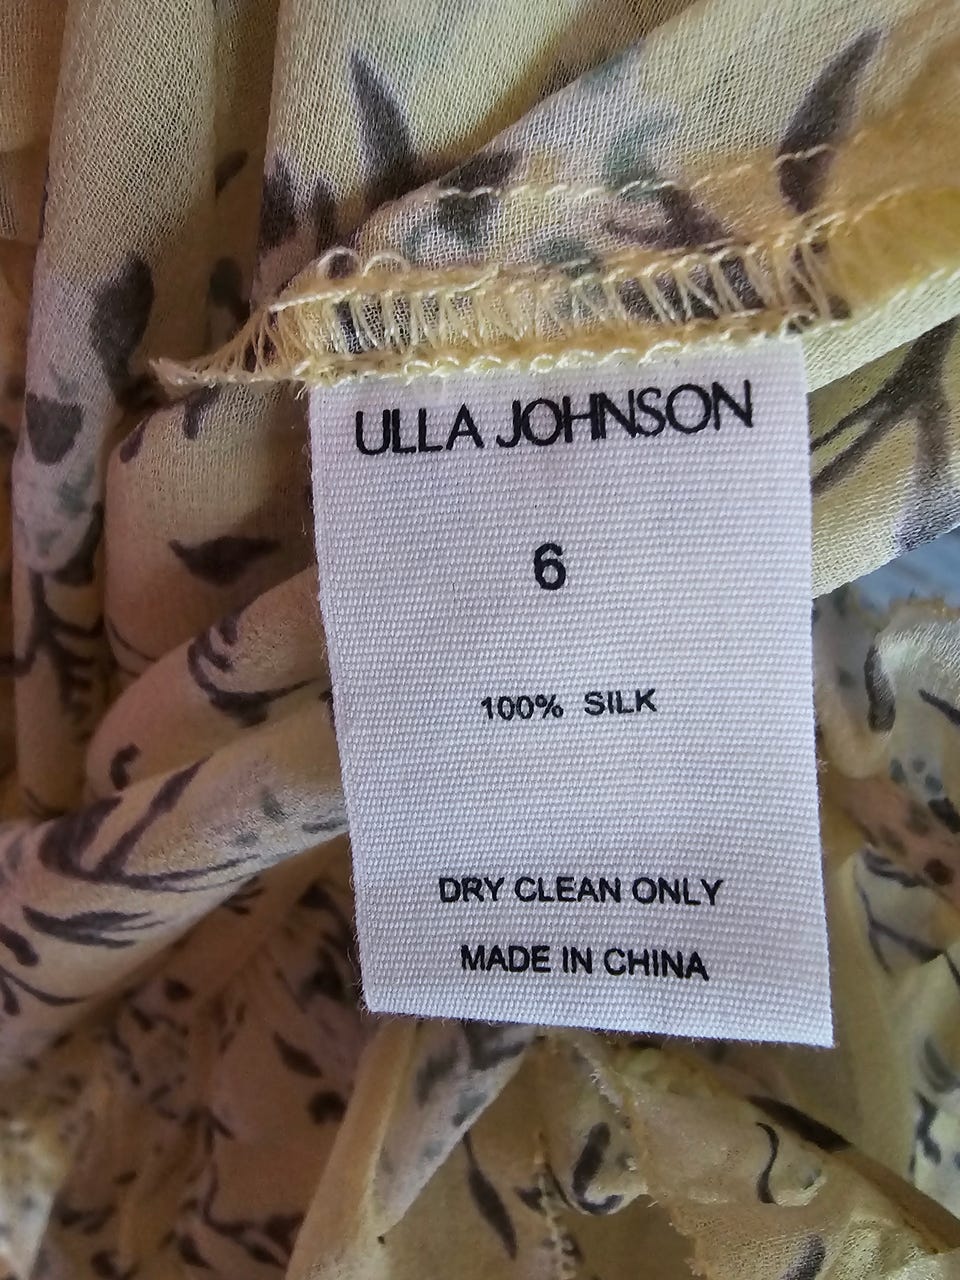 ULLA JOHNSON
6
100% SILK
DRY CLEAN ONLY
MADE IN CHINA